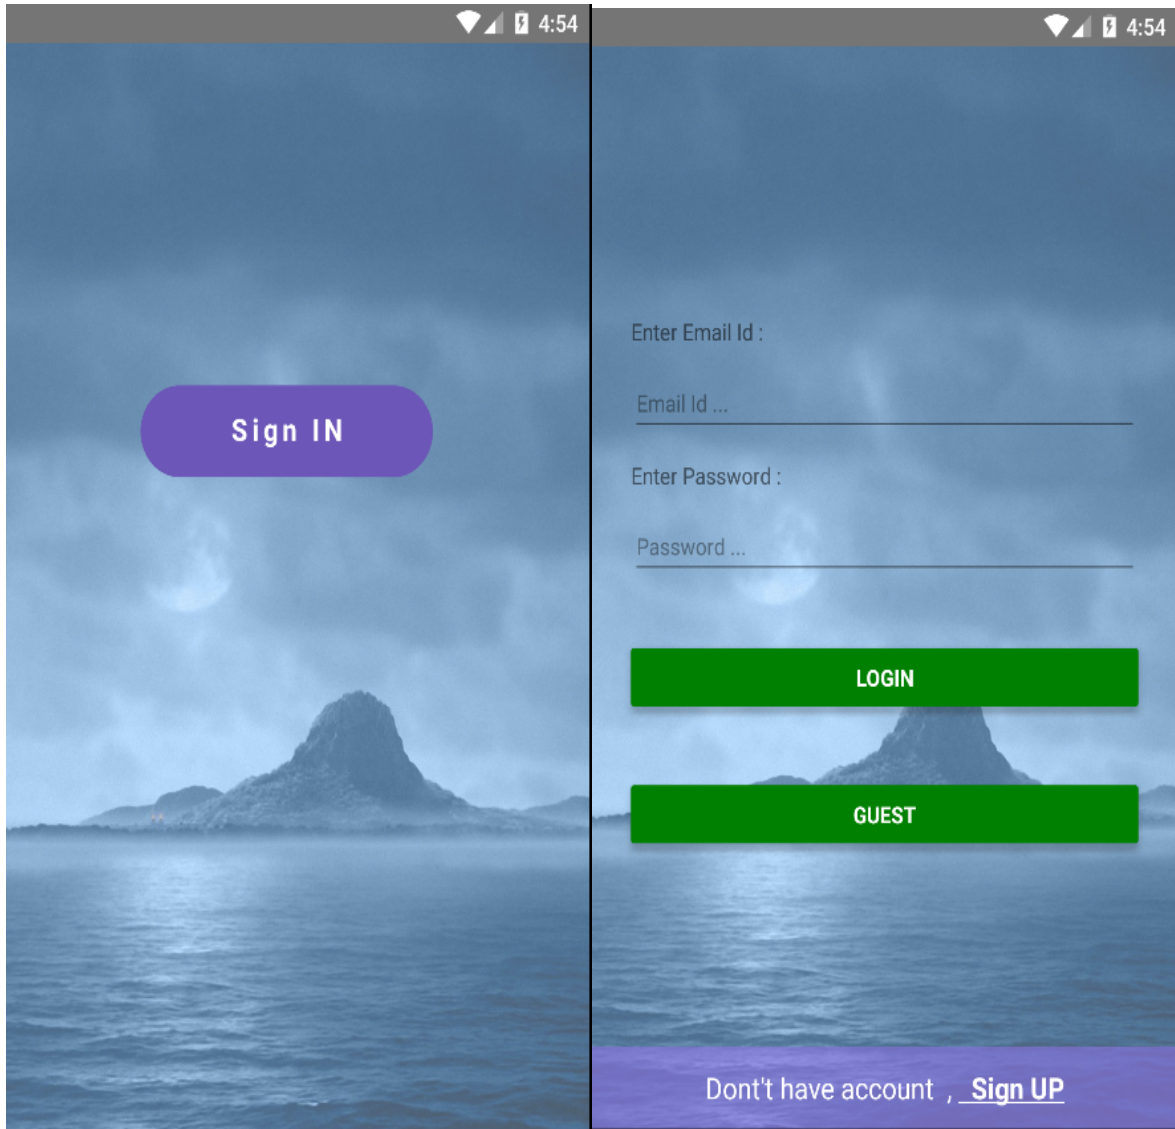 4:54
Sign IN
4:54
Enter Email Id :
Email Id ...
Enter Password :
Password ...
LOGIN
GUEST
Dont't have account , Sign UP